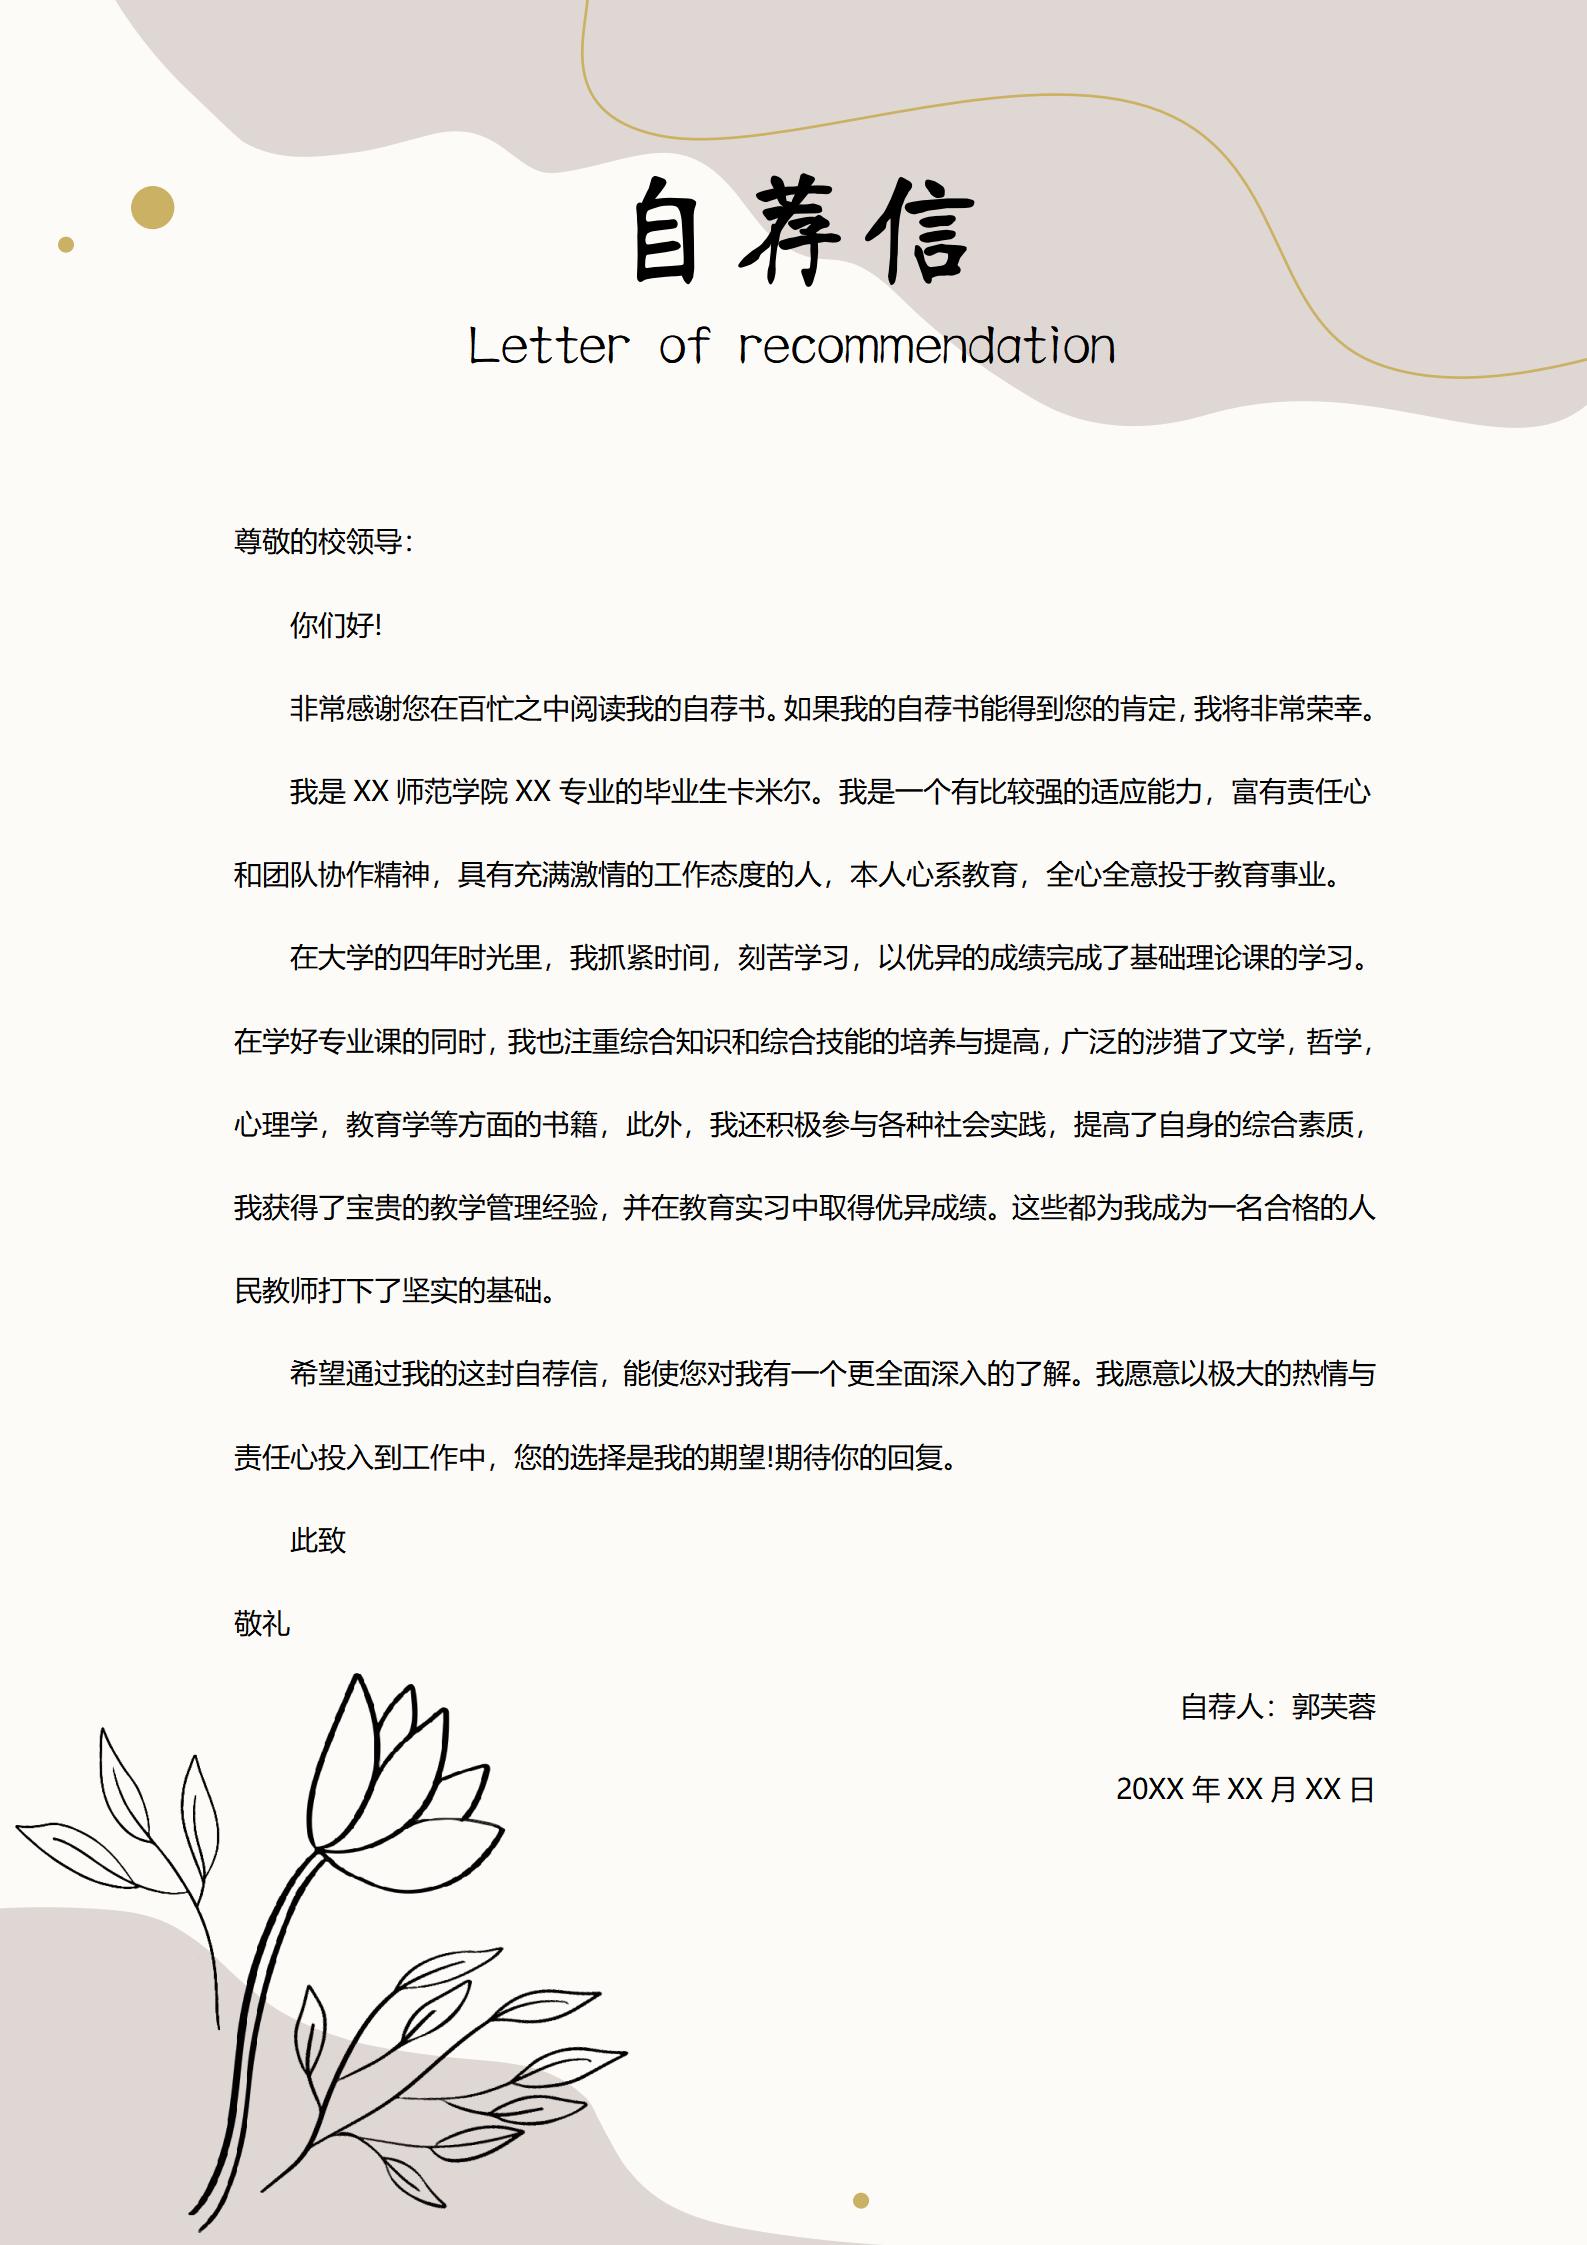 自荐信
Letter of recommendation
尊敬的校领导：
你们好!
非常感谢您在百忙之中阅读我的自荐书。如果我的自荐书能得到您的肯定，我将非常荣幸。
我是 XX 师范学院 XX 专业的毕业生卡米尔。我是一个有比较强的适应能力，富有责任心
和团队协作精神，具有充满激情的工作态度的人，本人心系教育，全心全意投于教育事业。
在大学的四年时光里，我抓紧时间，刻苦学习，以优异的成绩完成了基础理论课的学习。
在学好专业课的同时，我也注重综合知识和综合技能的培养与提高，广泛的涉猎了文学，哲学，
心理学，教育学等方面的书籍，此外，我还积极参与各种社会实践，提高了自身的综合素质，
我获得了宝贵的教学管理经验，并在教育实习中取得优异成绩。这些都为我成为一名合格的人
民教师打下了坚实的基础。
希望通过我的这封自荐信，能使您对我有一个更全面深入的了解。我愿意以极大的热情与
责任心投入到工作中，您的选择是我的期望!期待你的回复。
此致
敬礼
自荐人：郭芙蓉
20XX 年 XX 月 XX 日